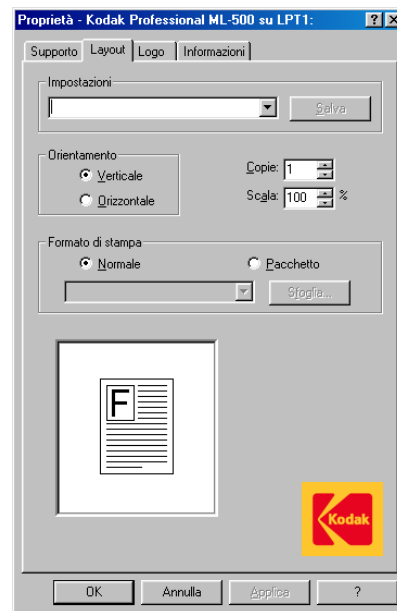 Proprietà - Kodak Professional ML-500 su LPT1: ? x
Supporto Layout Logo Informazioni
Impostazioni
Salva
Orientamento
Verticale
Orizzontale
Copie: 1
Scala: 100 %
Formato di stampa
Normale Pacchetto
Sfoglia...
F
Kodak
OK Annulla Applica ?